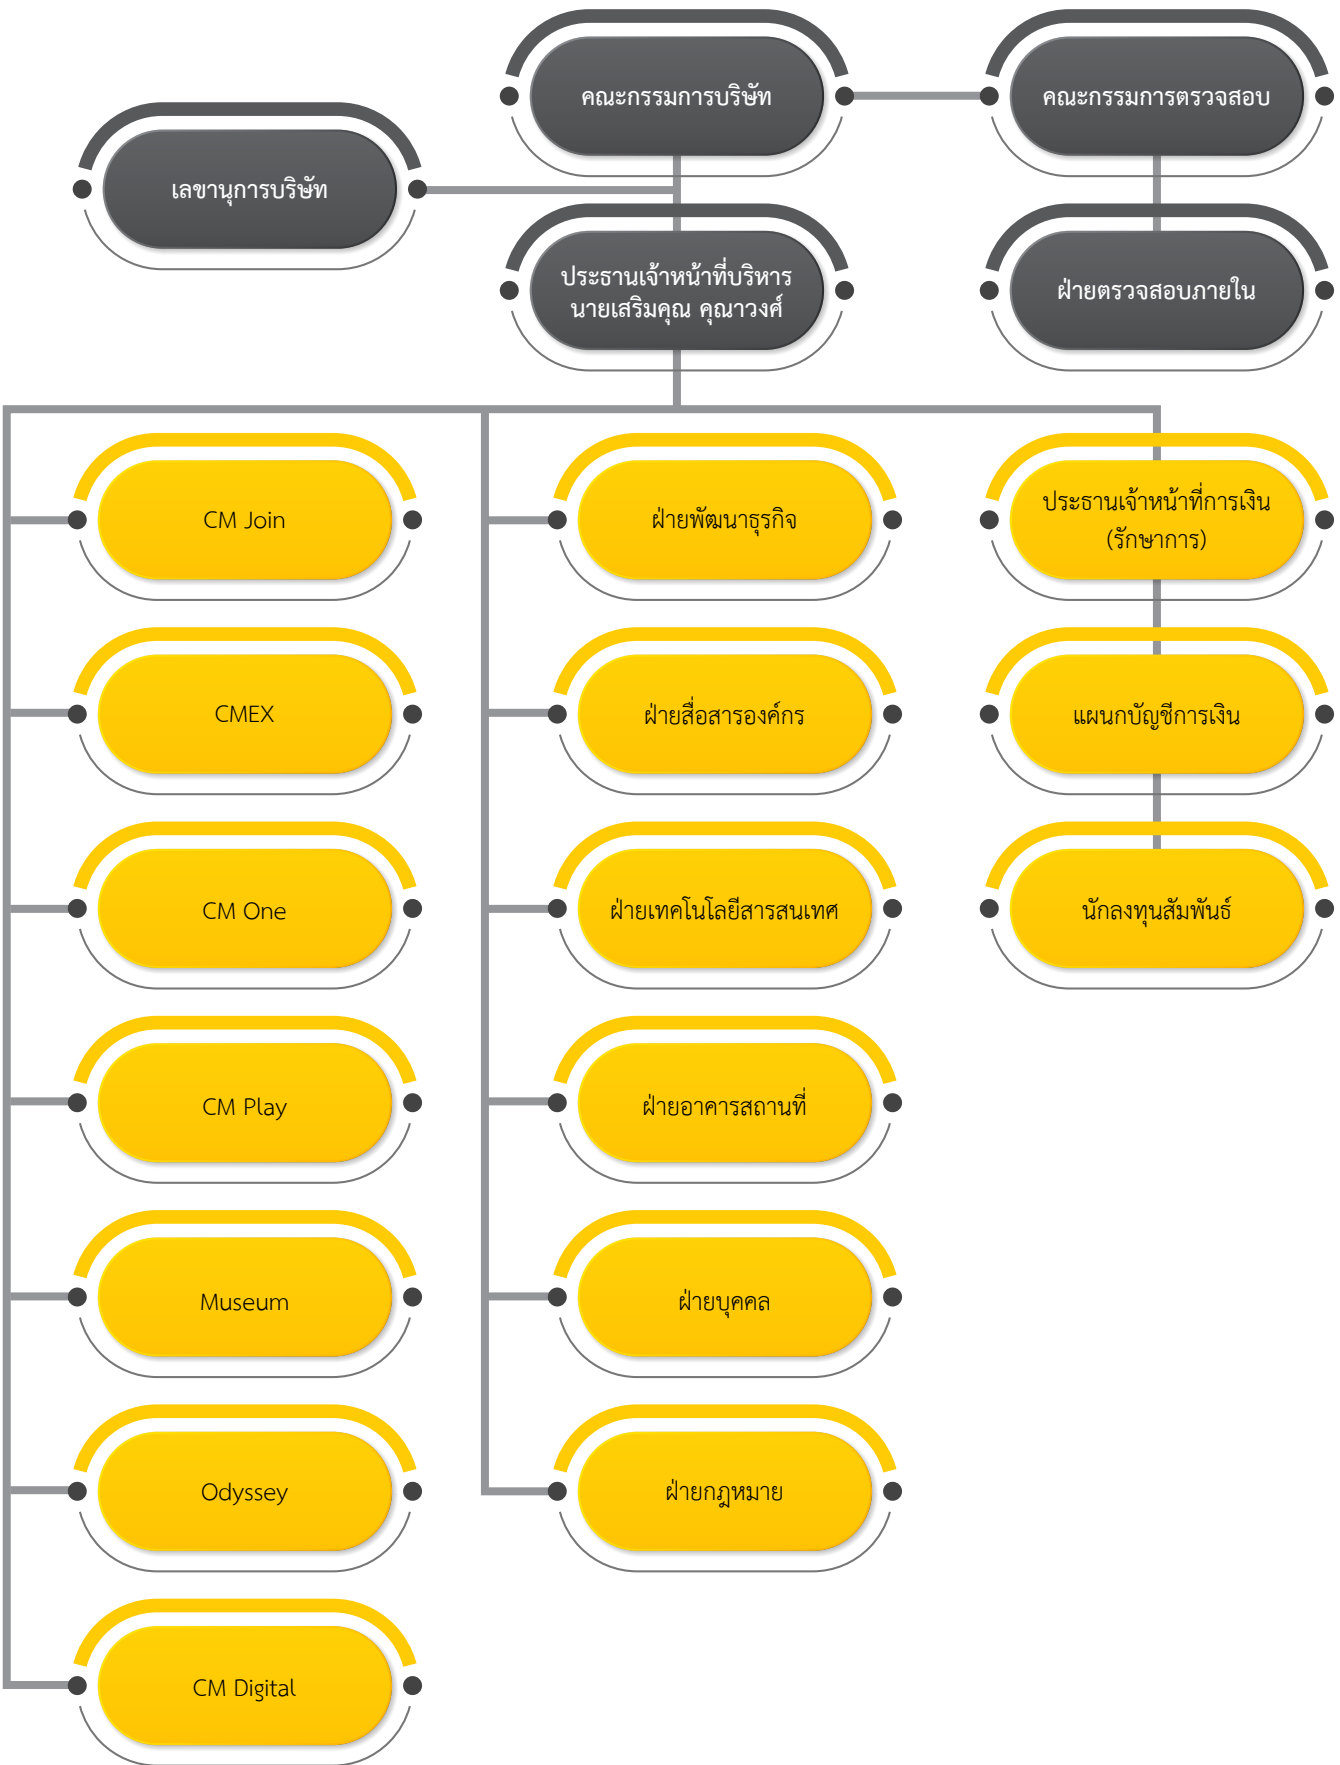 คณะกรรมการบริษัท
คณะกรรมการตรวจสอบ
เลขานุการบริษัท
ประธานเจ้าหน้าที่บริหาร
นายเสริมคุณ คุณาวงศ์
ฝ่ายตรวจสอบภายใน
CM Join
ฝ่ายพัฒนาธุรกิจ
ประธานเจ้าหน้าที่การเงิน
(รักษาการ)
CMEX
ฝ่ายสื่อสารองค์กร
แผนกบัญชีการเงิน
CM One
ฝ่ายเทคโนโลยีสารสนเทศ
นักลงทุนสัมพันธ์
CM Play
ฝ่ายอาคารสถานที่
Museum
ฝ่ายบุคคล
Odyssey
ฝ่ายกฎหมาย
CM Digital